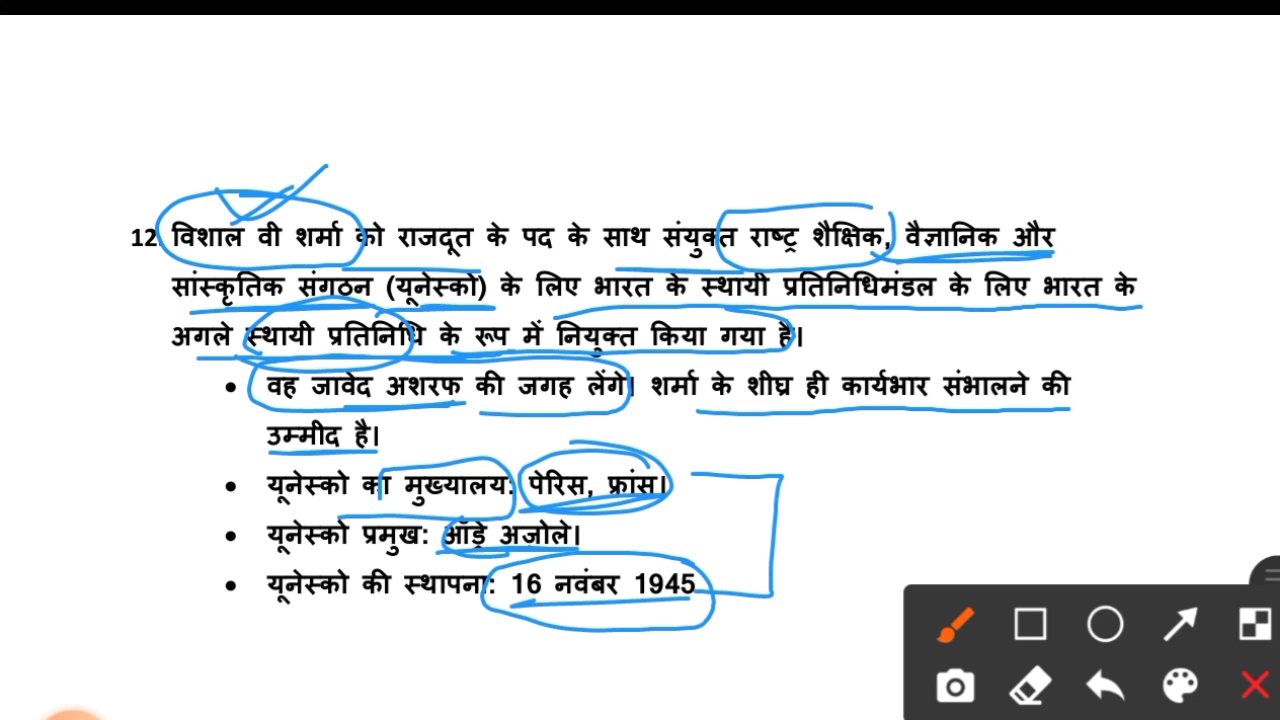 12. विशाल वी शर्मा को राजदूत के पद के साथ संयुक्त राष्ट्र शैक्षिक, वैज्ञानिक और
सांस्कृतिक संगठन (यूनेस्को) के लिए भारत के स्थायी प्रतिनिधिमंडल के लिए भारत के
अगले स्थायी प्रतिनिधि के रूप में नियुक्त किया गया है।
• वह जावेद अशरफ की जगह लेंगे। शर्मा के शीघ्र ही कार्यभार संभालने की
उम्मीद है।
• यूनेस्को का मुख्यालय: पेरिस, फ्रांस।
• यूनेस्को प्रमुख: ऑड्रे अज़ोले।
• यूनेस्को की स्थापना: 16 नवंबर 1945